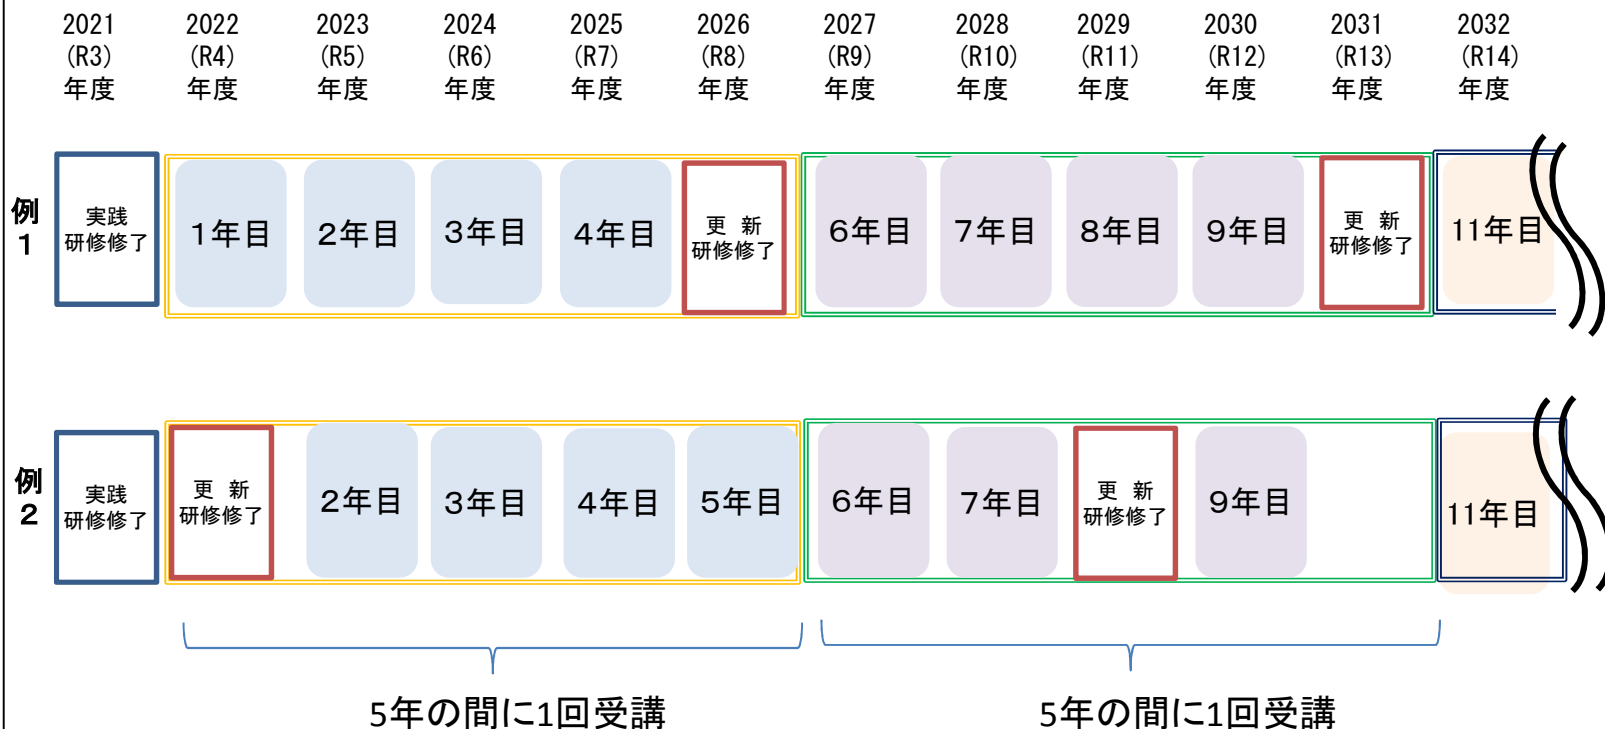 2021 2022 2023 2024 2025 2026 2027 2028 2029 2030 2031 2032
(R3) (R4) (R5) (R6) (R7) (R8) (R9) (R10) (R11) (R12) (R13) (R14)
年度 年度 年度 年度 年度 年度 年度 年度 年度 年度 年度 年度
例
1
実践
研修修了
1年目
2年目
3年目
4年目
更 新
研修修了
6年目
7年目
8年目
9年目
更 新
研修修了
11年目
例
2
実践
研修修了
更 新
研修修了
2年目
3年目
4年目
5年目
6年目
7年目
更 新
研修修了
9年目
11年目
5年の間に1回受講
5年の間に1回受講